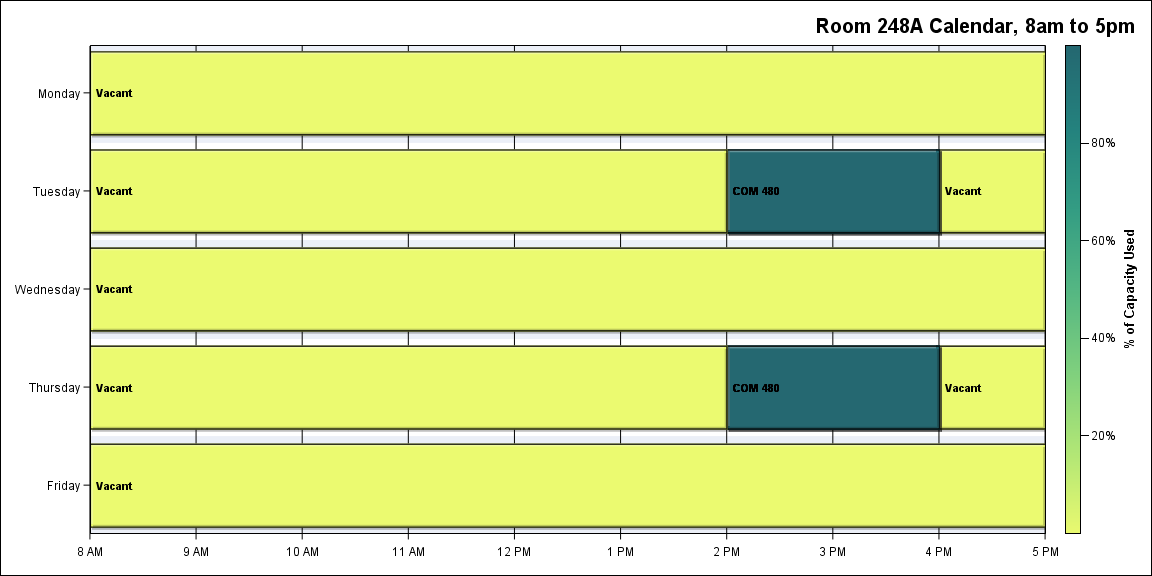 Room 248A Calendar, 8am to 5pm
Monday
Vacant
Tuesday
Vacant
COM 480
Vacant
Wednesday
Vacant
Thursday
Vacant
COM 480
Vacant
Friday
Vacant
8 AM 9 AM 10 AM 11 AM 12 PM 1 PM 2 PM 3 PM 4 PM 5 PM
80%
60%
40%
20%
% of Capacity Used